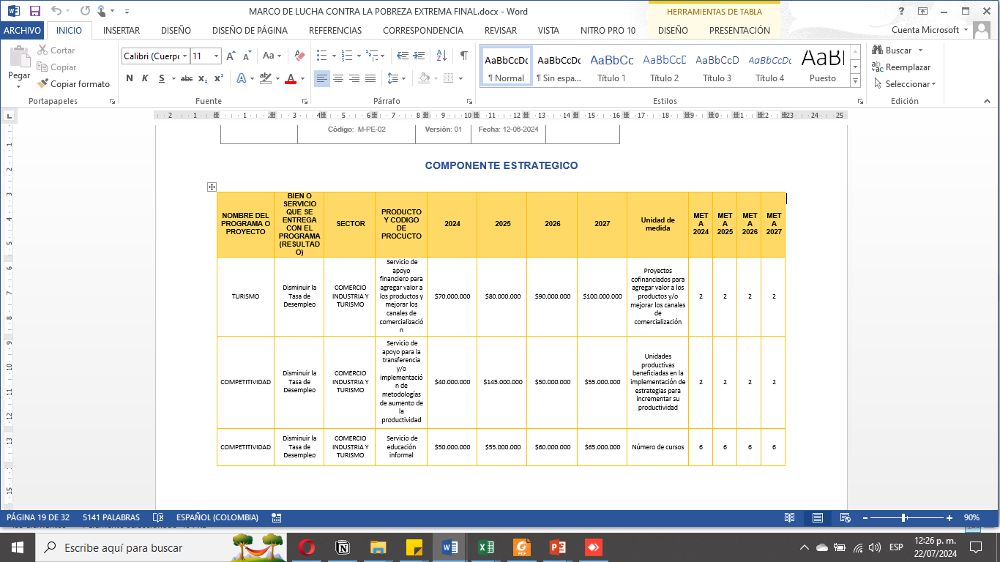 MARCO DE LUCHA CONTRA LA POBREZA EXTREMA FINAL.docx - Word
HERRAMIENTAS DE TABLA
ARCHIVO INICIO INSERTAR DISEÑO DISEÑO DE PÁGINA REFERENCIAS CORRESPONDENCIA REVISAR VISTA NITRO PRO 10 DISEÑO PRESENTACIÓN
Cuenta Microsoft
Pegar
Cortar
Copiar
Copiar formato
Portapapeles
Calibri (Cuerpo
11
N K S abc x₂ x²
Fuente
Párrafo
AaBbCcDc AaBbCcDc AaBbCc AaBbCcE AaBbCcD AaBbCcD AaBbl
¶ Normal ¶ Sin espa... Título 1 Título 2 Título 3 Título 4 Puesto
Estilos
Buscar
Reemplazar
Seleccionar
Edición
Código: M-PE-02 Versión: 01 Fecha: 12-06-2024
COMPONENTE ESTRATEGICO
NOMBRE DEL
PROGRAMA O
PROYECTO
BIEN O
SERVICIO
QUE SE
ENTREGA
CON EL
PROGRAMA
(RESULTAD
O)
SECTOR
PRODUCTO
Y CODIGO
DE
PROCUCTO
2024
2025
2026
2027
Unidad de
medida
MET
A
2024
MET
A
2025
MET
A
2026
MET
A
2027
TURISMO
Disminuir la
Tasa de
Desempleo
COMERCIO
INDUSTRIA Y
TURISMO
Servicio de
apoyo
financiero para
agregar valor a
los productos y
mejorar los
canales de
comercializació
n
$70.000.000
$80.000.000
$90.000.000
$100.000.000
Proyectos
cofinanciados para
agregar valor a los
productos y/o
mejorar los canales
de
comercialización
2
2
2
2
COMPETITIVIDAD
Disminuir la
Tasa de
Desempleo
COMERCIO
INDUSTRIA Y
TURISMO
Servicio de
apoyo para la
transferencia
y/o
implementació
n de
metodologías
de aumento de
la
productividad
$40.000.000
$145.000.000
$50.000.000
$55.000.000
Unidades
productivas
beneficiadas en la
implementación de
estrategias para
incrementar su
productividad
2
2
2
2
COMPETITIVIDAD
Disminuir la
Tasa de
Desempleo
COMERCIO
INDUSTRIA Y
TURISMO
Servicio de
educación
informal
$50.000.000
$55.000.000
$60.000.000
$65.000.000
Número de cursos
6
6
6
6
PÁGINA 19 DE 32 5141 PALABRAS ESPAÑOL (COLOMBIA)
90%
Escribe aquí para buscar
ESP
12:26 p. m.
22/07/2024